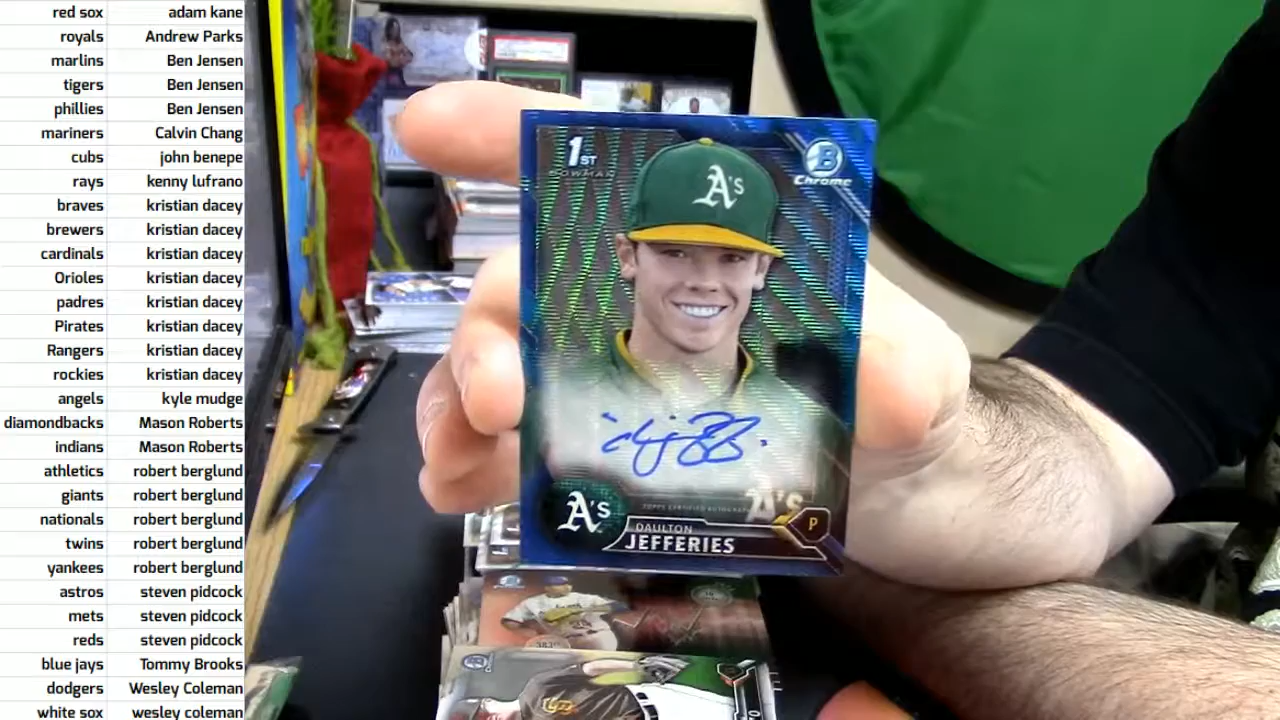 red sox adam kane
royals Andrew Parks
marlins Ben Jensen
tigers Ben Jensen
phillies Ben Jensen
mariners Calvin Chang
cubs john benepe
rays kenny lufrano
braves kristian dacey
brewers kristian dacey
cardinals kristian dacey
Orioles kristian dacey
padres kristian dacey
Pirates kristian dacey
Rangers kristian dacey
rockies kristian dacey
angels kyle mudge
diamondbacks Mason Roberts
indians Mason Roberts
athletics robert berglund
giants robert berglund
nationals robert berglund
twins robert berglund
yankees robert berglund
astros steven pidcock
mets steven pidcock
reds steven pidcock
blue jays Tommy Brooks
dodgers Wesley Coleman
white sox wesley coleman
1ST
BOWMAN
B
Chrome
A's
A's
A's
TOPPS CERTIFIED AUTOGRAPH
DAULTON
JEFFERIES
P